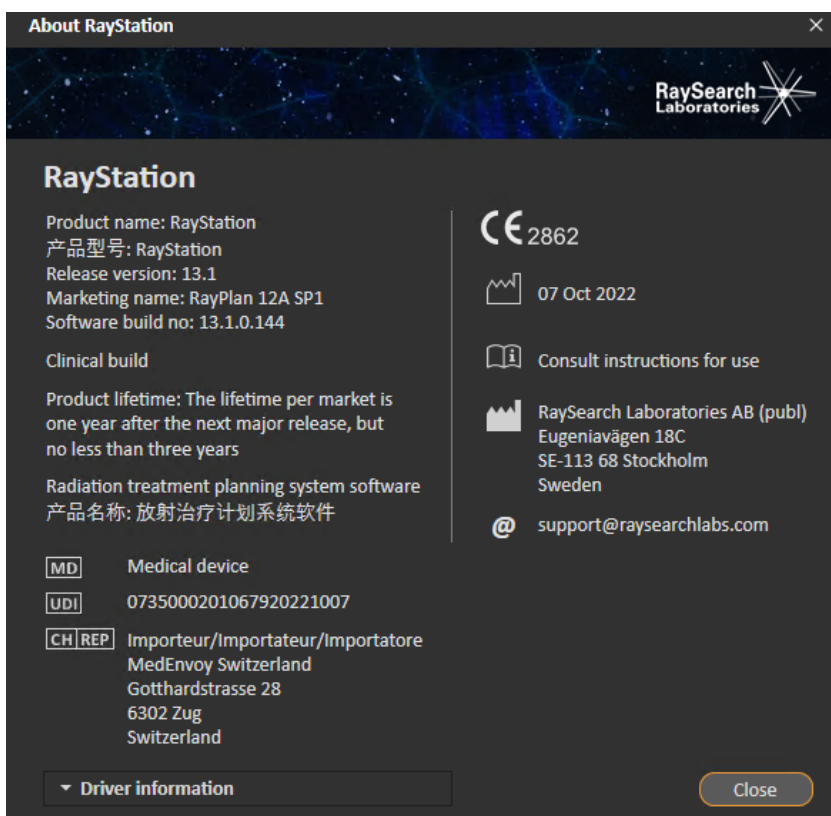 About RayStation
RaySearch
Laboratories
RayStation
Product name: RayStation
产品型号: RayStation
Release version: 13.1
Marketing name: RayPlan 12A SP1
Software build no: 13.1.0.144
Clinical build
Product lifetime: The lifetime per market is
one year after the next major release, but
no less than three years
Radiation treatment planning system software
产品名称: 放射治疗计划系统软件
CE 2862
07 Oct 2022
Consult instructions for use
RaySearch Laboratories AB (publ)
Eugeniavägen 18C
SE-113 68 Stockholm
Sweden
@ support@raysearchlabs.com
MD Medical device
UDI 0735000201067920221007
CH REP Importeur/Importateur/Importatore
MedEnvoy Switzerland
Gotthardstrasse 28
6302 Zug
Switzerland
Driver information
Close